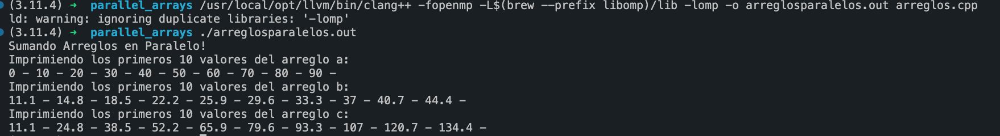 (3.11.4) → parallel_arrays /usr/local/opt/llvm/bin/clang++ -fopenmp -L$(brew --prefix libomp)/lib -lomp -o arreglosparalelos.out arreglos.cpp
ld: warning: ignoring duplicate libraries: '-lomp'
(3.11.4) → parallel_arrays ./arreglosparalelos.out
Sumando Arreglos en Paralelo!
Imprimiendo los primeros 10 valores del arreglo a:
0 - 10 - 20 - 30 - 40 - 50 - 60 - 70 - 80 - 90 -
Imprimiendo los primeros 10 valores del arreglo b:
11.1 - 14.8 - 18.5 - 22.2 - 25.9 - 29.6 - 33.3 - 37 - 40.7 - 44.4 -
Imprimiendo los primeros 10 valores del arreglo c:
11.1 - 24.8 - 38.5 - 52.2 - 65.9 - 79.6 - 93.3 - 107 - 120.7 - 134.4 -